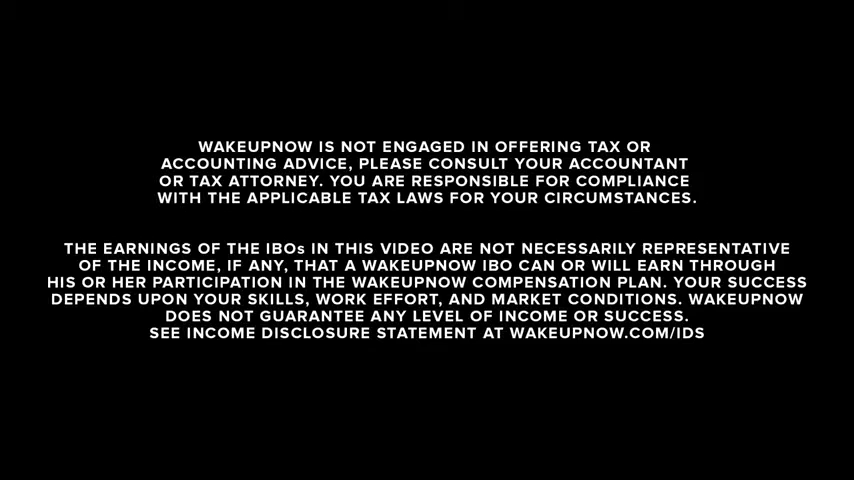 WAKEUPNOW IS NOT ENGAGED IN OFFERING TAX OR
ACCOUNTING ADVICE, PLEASE CONSULT YOUR ACCOUNTANT
OR TAX ATTORNEY. YOU ARE RESPONSIBLE FOR COMPLIANCE
WITH THE APPLICABLE TAX LAWS FOR YOUR CIRCUMSTANCES.
THE EARNINGS OF THE IBOs IN THIS VIDEO ARE NOT NECESSARILY REPRESENTATIVE
OF THE INCOME, IF ANY, THAT A WAKEUPNOW IBO CAN OR WILL EARN THROUGH
HIS OR HER PARTICIPATION IN THE WAKEUPNOW COMPENSATION PLAN. YOUR SUCCESS
DEPENDS UPON YOUR SKILLS, WORK EFFORT, AND MARKET CONDITIONS. WAKEUPNOW
DOES NOT GUARANTEE ANY LEVEL OF INCOME OR SUCCESS.
SEE INCOME DISCLOSURE STATEMENT AT WAKEUPNOW.COM/IDS